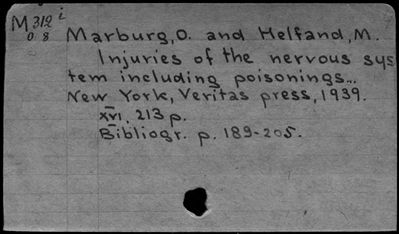 M 312 i
08
Marburg, O. and Helfand, M.
Injuries of the nervous sys
tem including poisonings...
New York, Veritas press, 1939.
XVI, 213 p.
Bibliogr. p. 189-205.